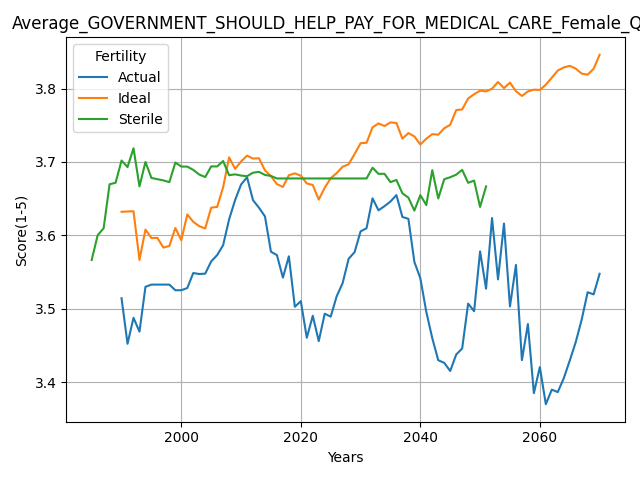 Average_GOVERNMENT_SHOULD_HELP_PAY_FOR_MEDICAL_CARE_Female_Q
Fertility
Actual
Ideal
Sterile
Score(1-5)
3.8
3.7
3.6
3.5
3.4
2000
2020
2040
2060
Years